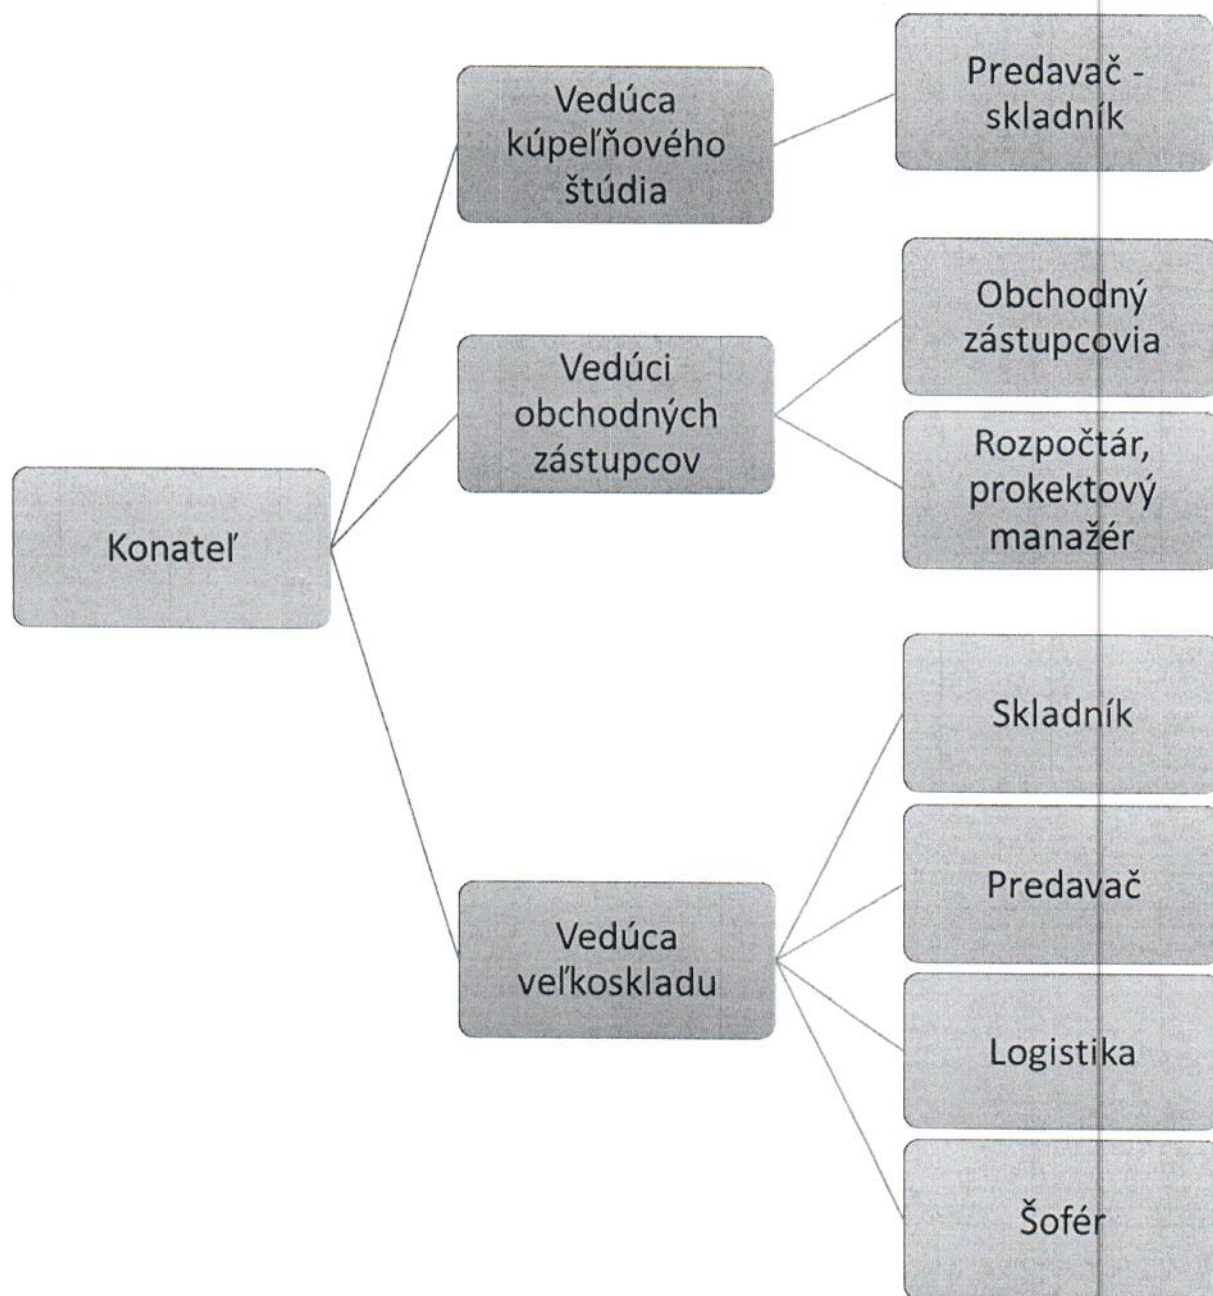 Konateľ
Vedúca
kúpeľňového
štúdia
Predavač -
skladník
Vedúci
obchodných
zástupcov
Obchodný
zástupcovia
Rozpočtár,
prokektový
manažér
Vedúca
veľkoskladu
Skladník
Predavač
Logistika
Šofér